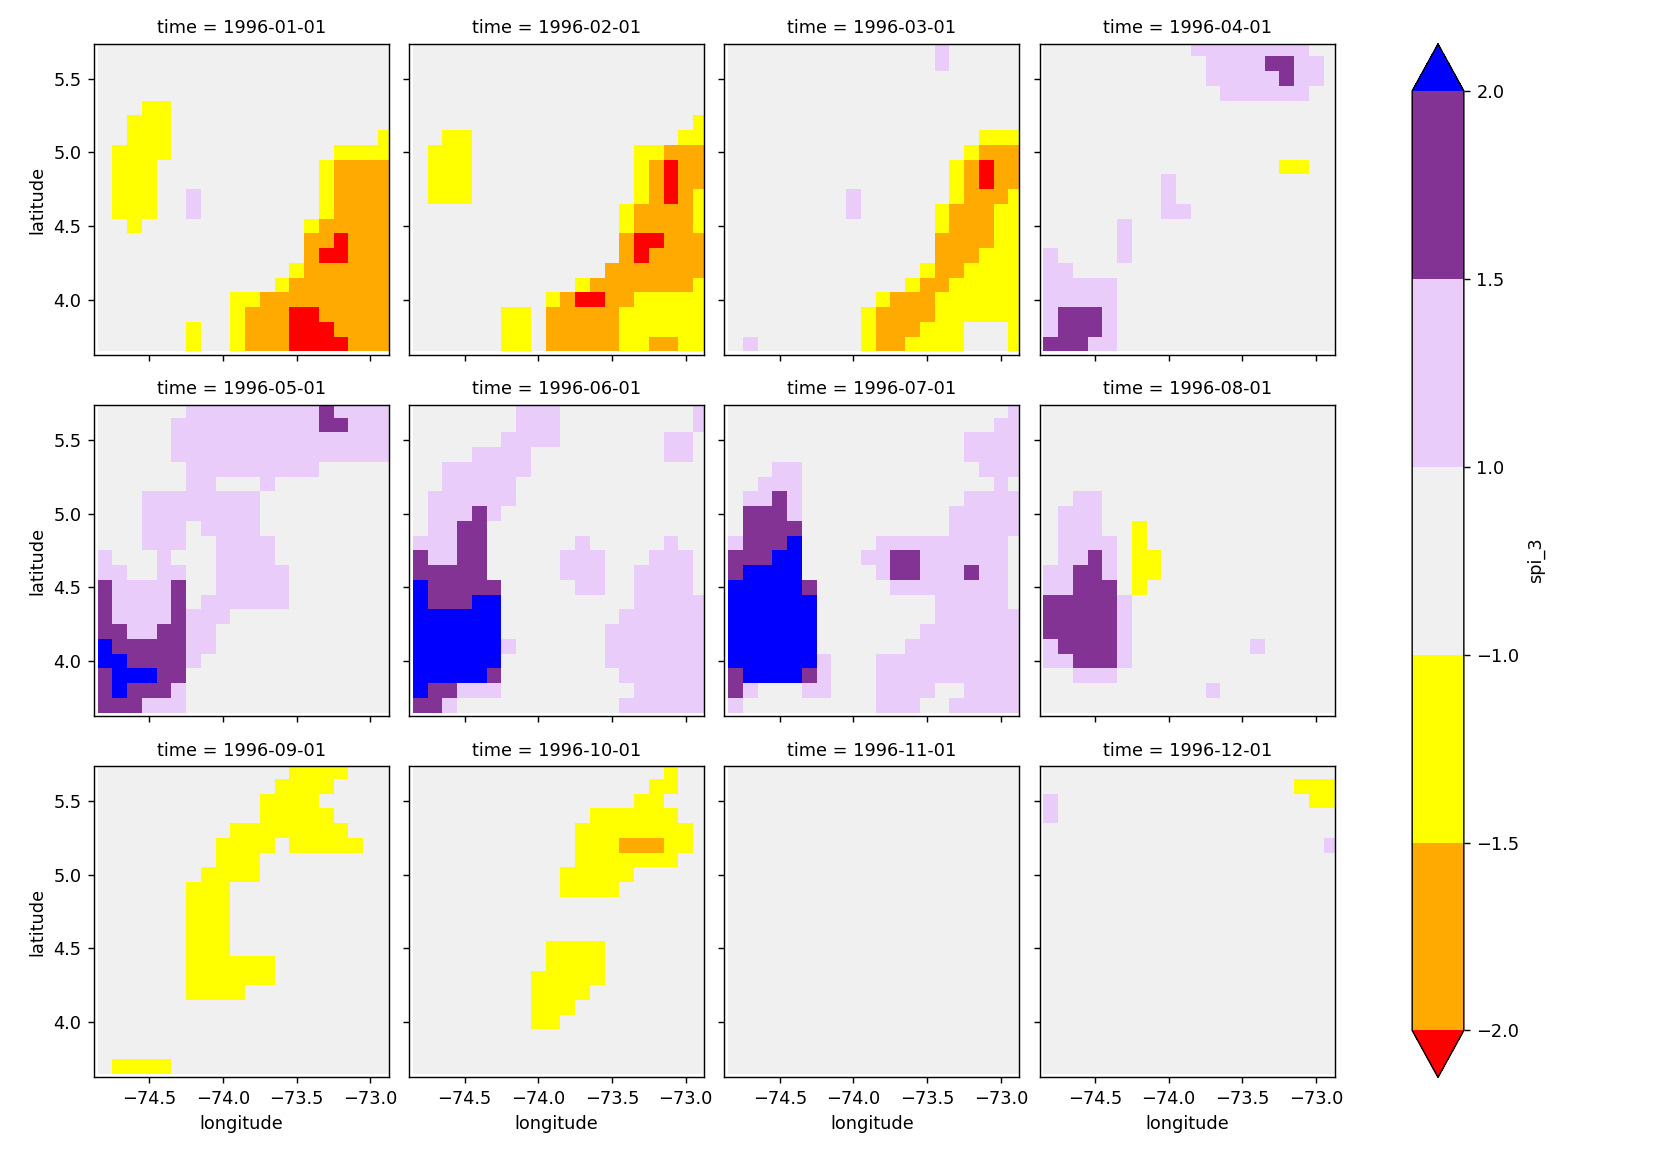 time = 1996-01-01
time = 1996-02-01
time = 1996-03-01
time = 1996-04-01
5.5
5.0
4.5
4.0
latitude
time = 1996-05-01
time = 1996-06-01
time = 1996-07-01
time = 1996-08-01
5.5
5.0
4.5
4.0
latitude
time = 1996-09-01
time = 1996-10-01
time = 1996-11-01
time = 1996-12-01
5.5
5.0
4.5
4.0
latitude
−74.5 −74.0 −73.5 −73.0
longitude
−74.5 −74.0 −73.5 −73.0
longitude
−74.5 −74.0 −73.5 −73.0
longitude
−74.5 −74.0 −73.5 −73.0
longitude
2.0
1.5
1.0
−1.0
−1.5
−2.0
spi_3